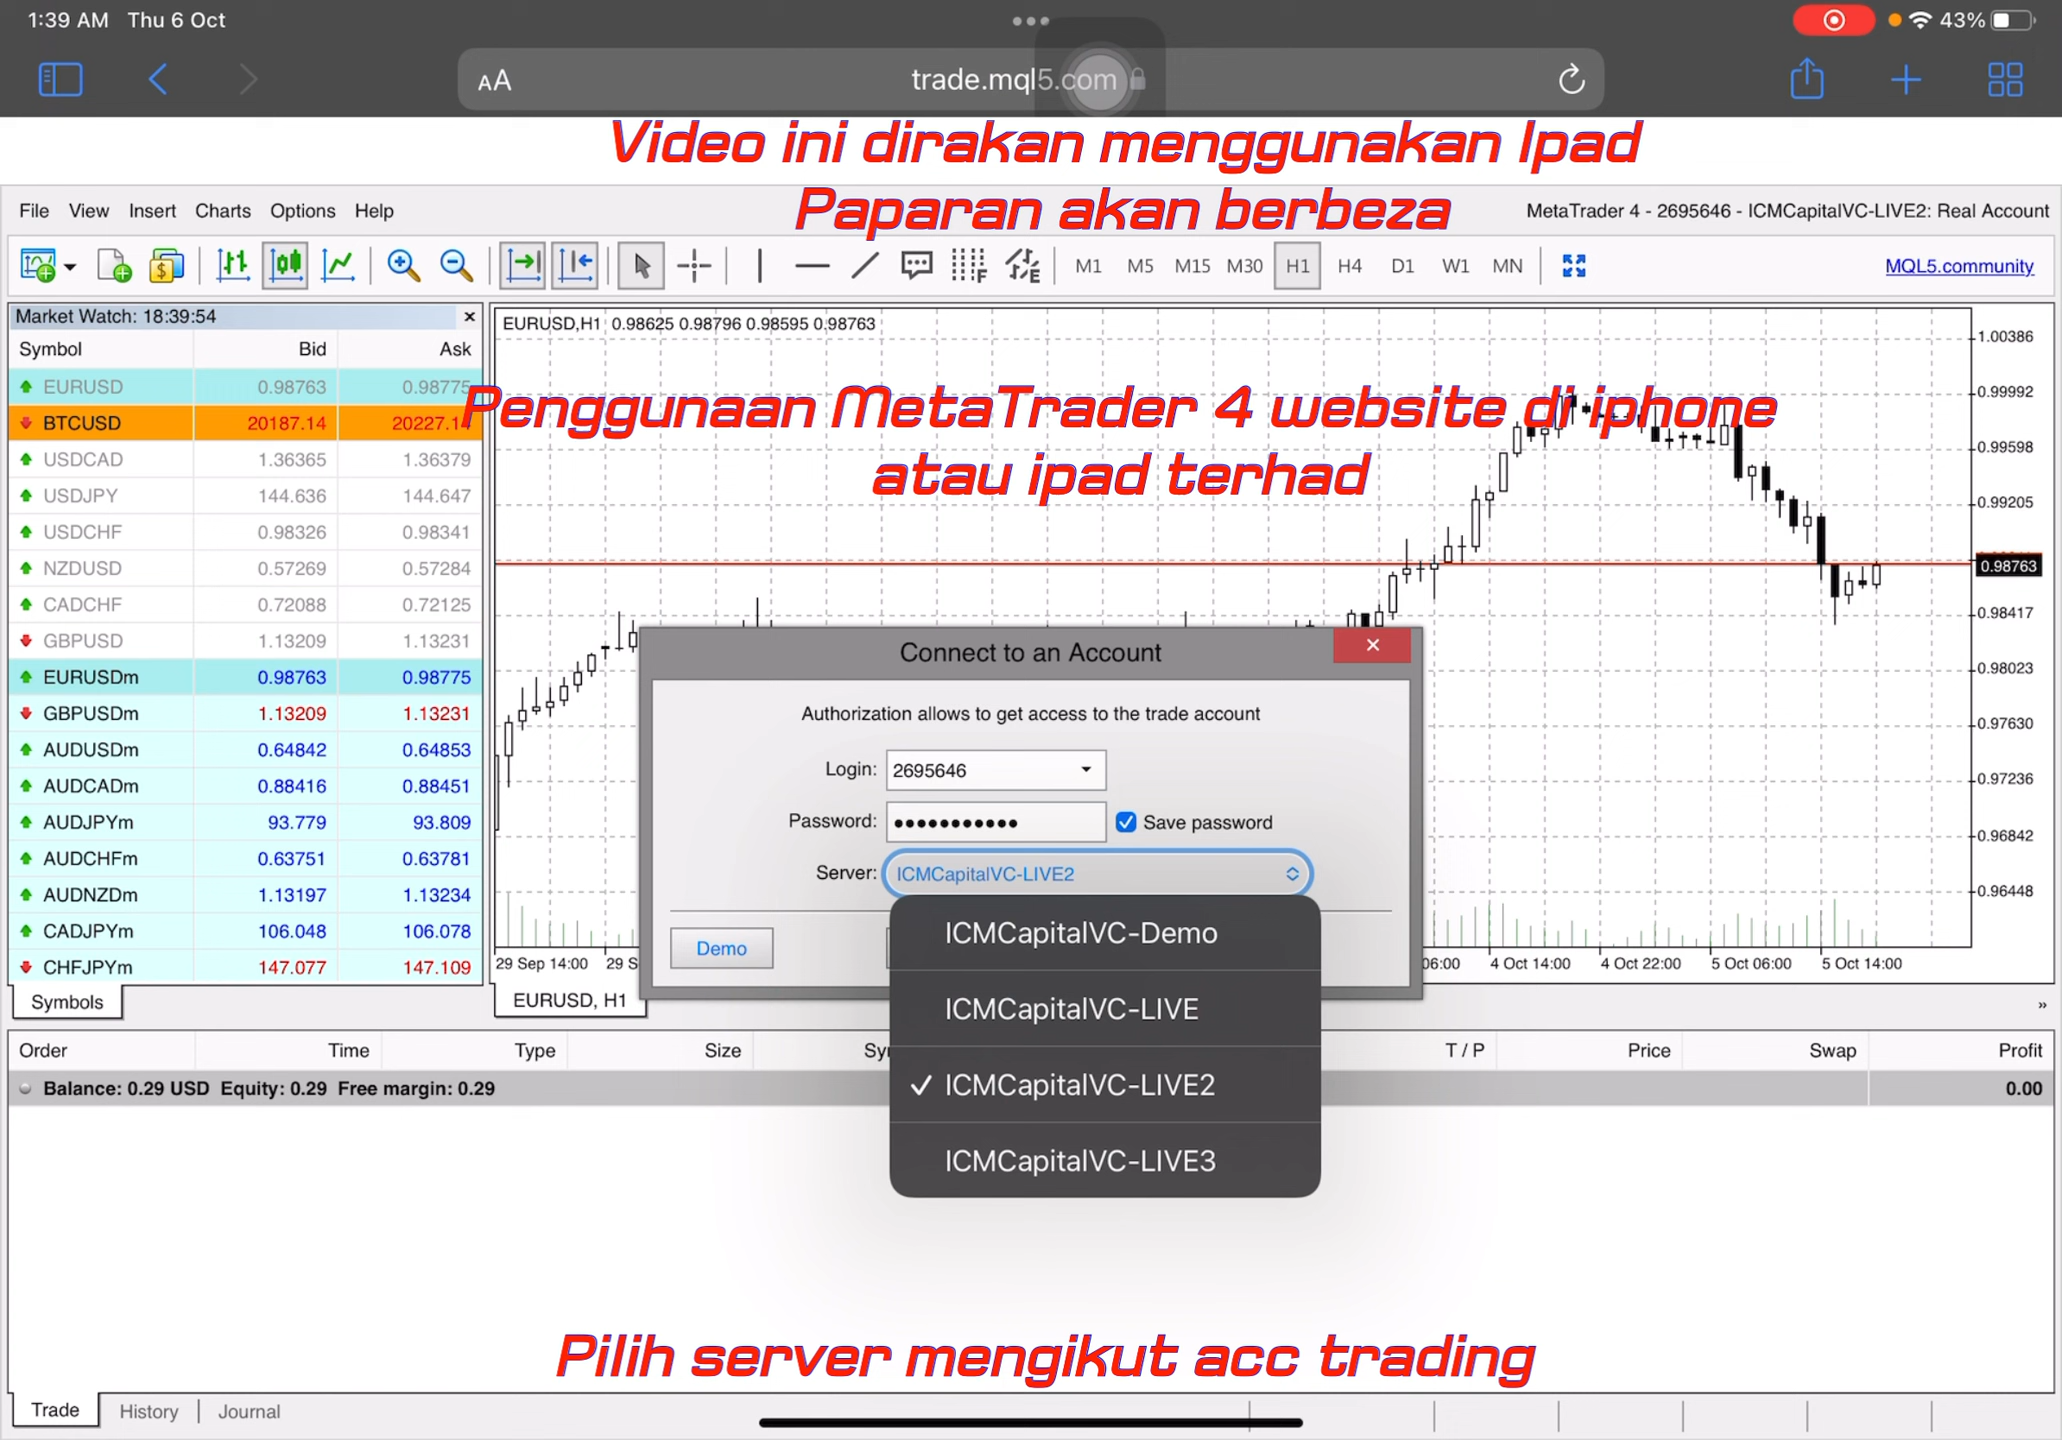 1:39 AM Thu 6 Oct
43%
AA trade.mql5.com
Video ini dirakan menggunakan Ipad
Paparan akan berbeza
File View Insert Charts Options Help
MetaTrader 4 - 2695646 - ICMCapitalVC-LIVE2: Real Account
M1 M5 M15 M30 H1 H4 D1 W1 MN
MQL5.community
Market Watch: 18:39:54
Symbol Bid Ask
EURUSD 0.98763 0.98775
BTCUSD 20187.14 20227.14
USDCAD 1.36365 1.36379
USDJPY 144.636 144.647
USDCHF 0.98326 0.98341
NZDUSD 0.57269 0.57284
CADCHF 0.72088 0.72125
GBPUSD 1.13209 1.13231
EURUSDm 0.98763 0.98775
GBPUSDm 1.13209 1.13231
AUDUSDm 0.64842 0.64853
AUDCADm 0.88416 0.88451
AUDJPYm 93.779 93.809
AUDCHFm 0.63751 0.63781
AUDNZDm 1.13197 1.13234
CADJPYm 106.048 106.078
CHFJPYm 147.077 147.109
Symbols
EURUSD,H1 0.98625 0.98796 0.98595 0.98763
Penggunaan MetaTrader 4 website di iphone
atau ipad terhad
1.00386
0.99992
0.99598
0.99205
0.98763
0.98417
0.98023
0.97630
0.97236
0.96842
0.96448
Connect to an Account
Authorization allows to get access to the trade account
Login: 2695646
Password: Save password
Server: ICMCapitalVC-LIVE2
Demo
ICMCapitalVC-Demo
ICMCapitalVC-LIVE
ICMCapitalVC-LIVE2
ICMCapitalVC-LIVE3
29 Sep 14:00 29 S 06:00 4 Oct 14:00 4 Oct 22:00 5 Oct 06:00 5 Oct 14:00
EURUSD, H1
Order Time Type Size Sy T / P Price Swap Profit
Balance: 0.29 USD Equity: 0.29 Free margin: 0.29 0.00
Pilih server mengikut acc trading
Trade History Journal